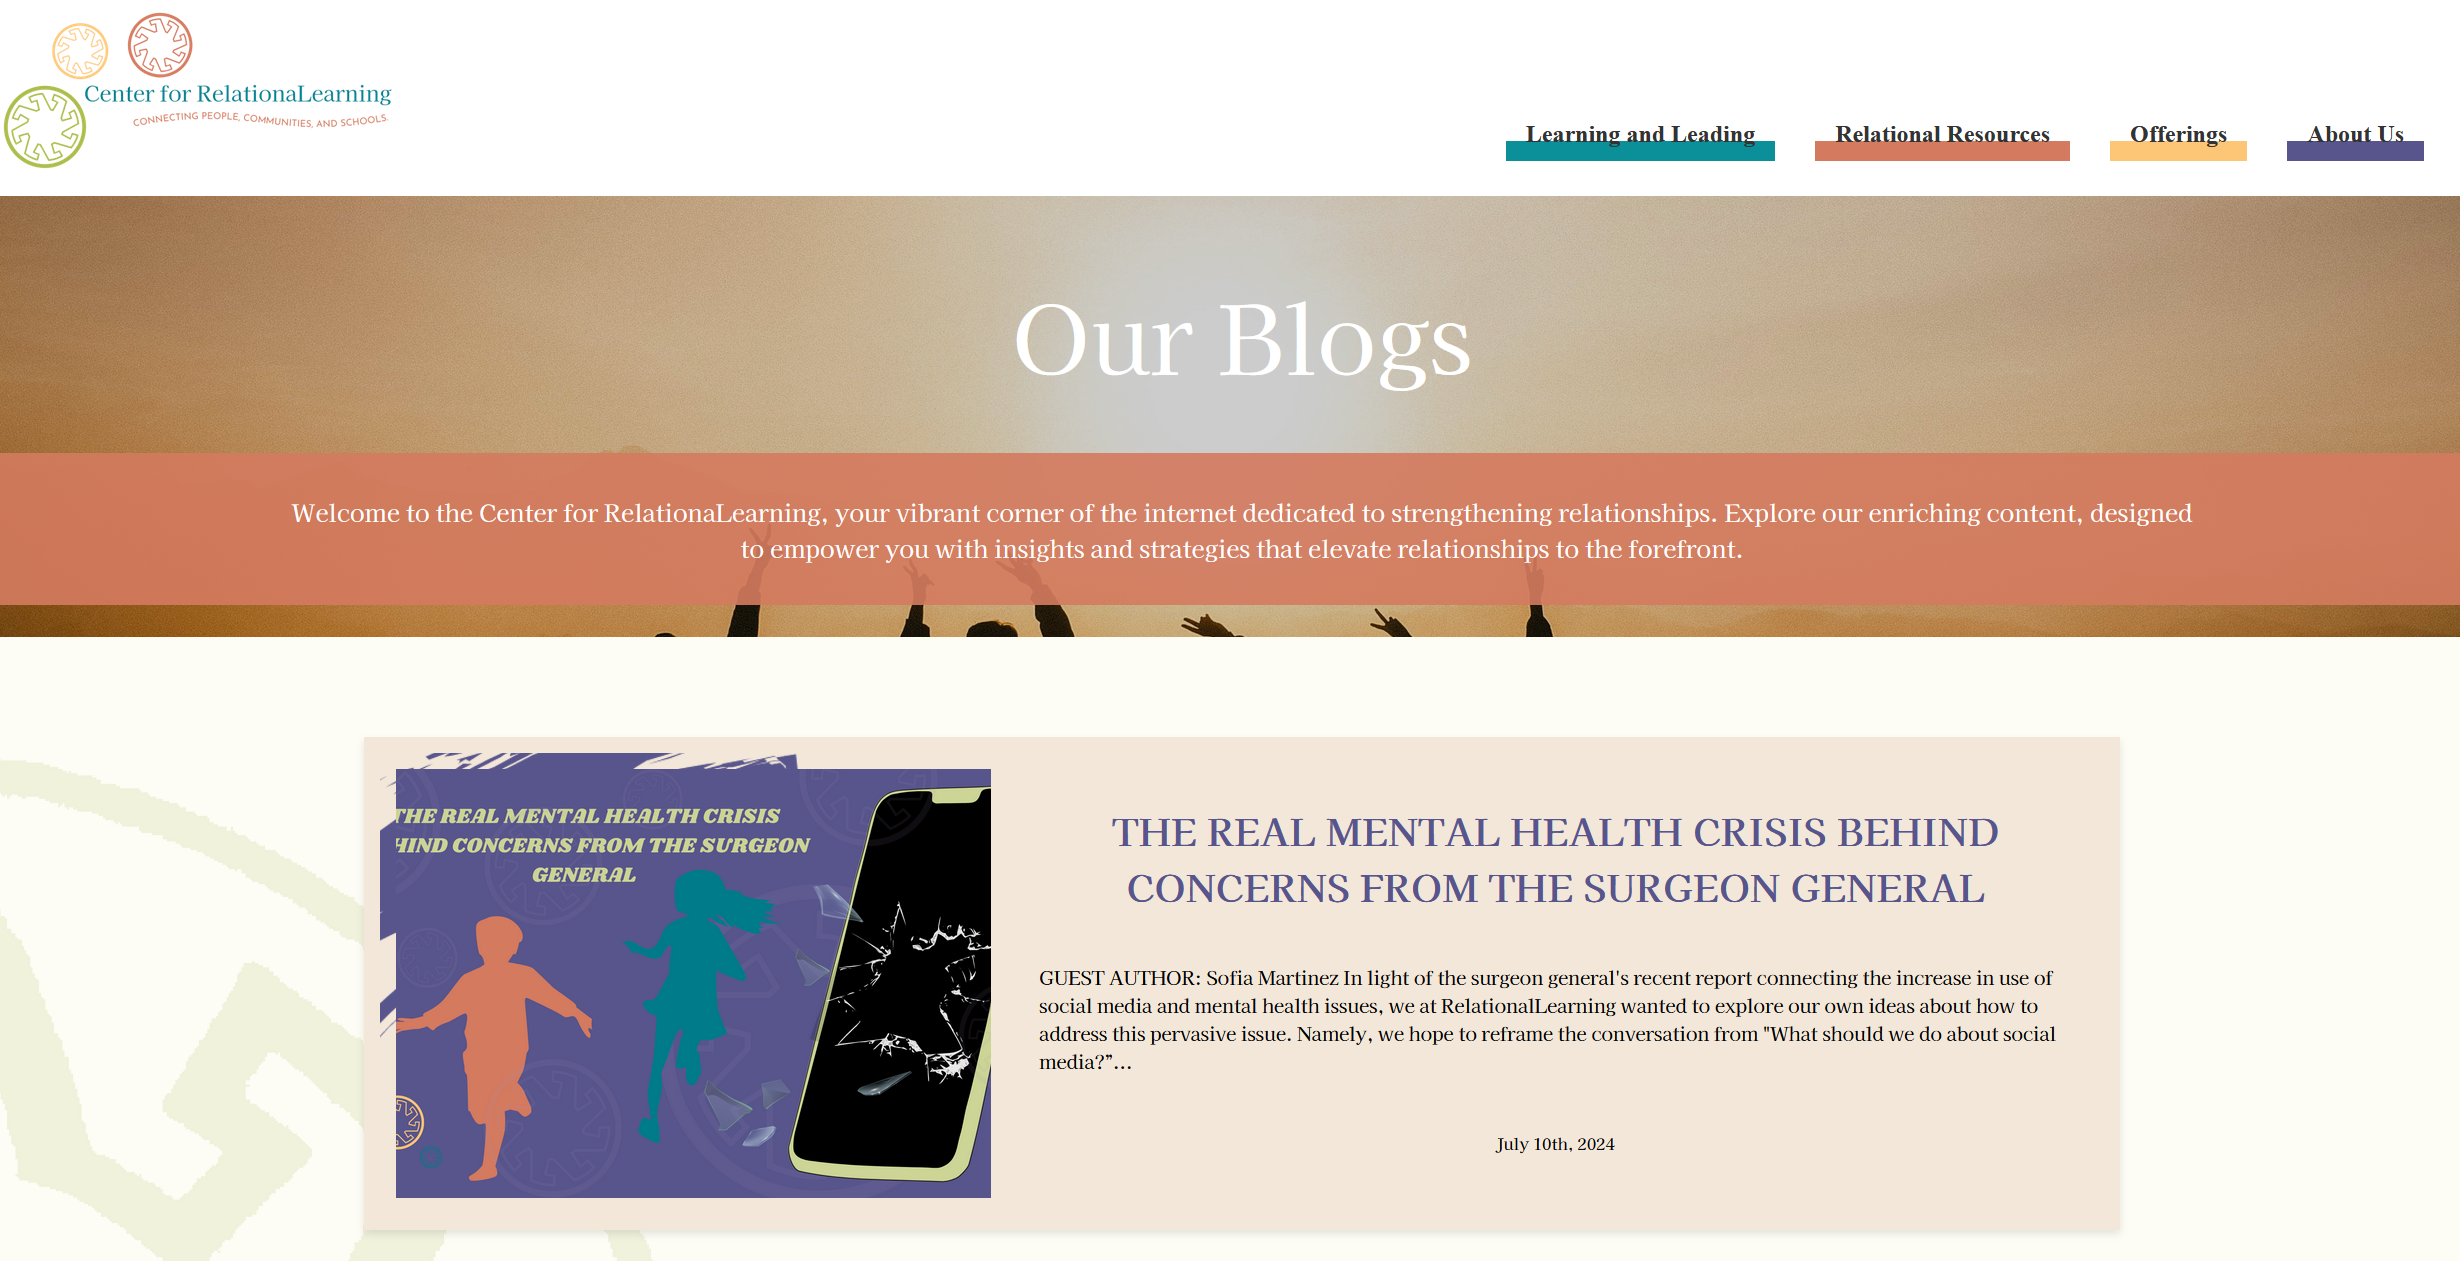 Center for RelationaLearning
CONNECTING PEOPLE, COMMUNITIES, AND SCHOOLS.
Learning and Leading
Relational Resources
Offerings
About Us
Our Blogs
Welcome to the Center for RelationaLearning, your vibrant corner of the internet dedicated to strengthening relationships. Explore our enriching content, designed
to empower you with insights and strategies that elevate relationships to the forefront.
THE REAL MENTAL HEALTH CRISIS
HIND CONCERNS FROM THE SURGEON
GENERAL
THE REAL MENTAL HEALTH CRISIS BEHIND
CONCERNS FROM THE SURGEON GENERAL
GUEST AUTHOR: Sofia Martinez In light of the surgeon general's recent report connecting the increase in use of
social media and mental health issues, we at RelationalLearning wanted to explore our own ideas about how to
address this pervasive issue. Namely, we hope to reframe the conversation from "What should we do about social
media?”...
July 10th, 2024